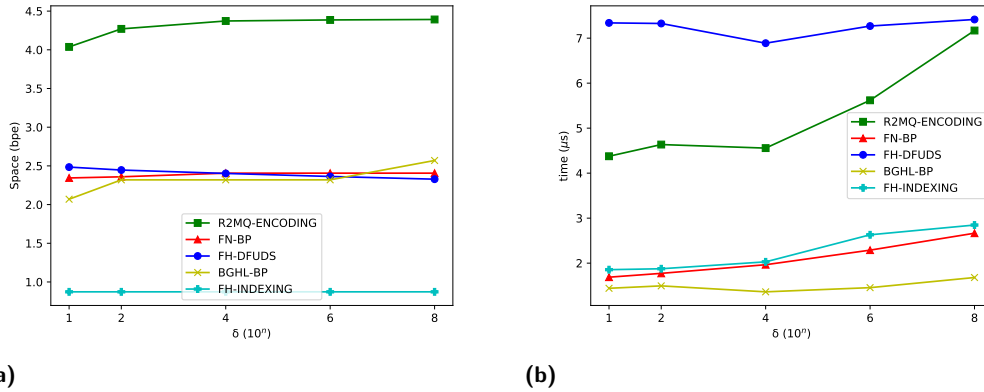 4.5
4.0
3.5
3.0
2.5
2.0
1.5
1.0
Space (bpe)
R2MQ-ENCODING
FN-BP
FH-DFUDS
BGHL-BP
FH-INDEXING
1 2 4 6 8
δ (10ⁿ)
7
6
5
4
3
2
time (μs)
R2MQ-ENCODING
FN-BP
FH-DFUDS
BGHL-BP
FH-INDEXING
1 2 4 6 8
δ (10ⁿ)
a)
(b)